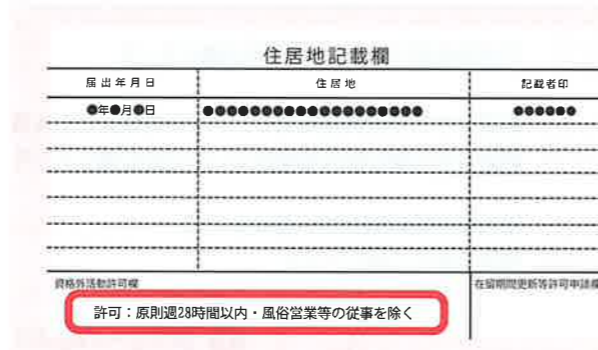 住居地記載欄
届出年月日 住居地 記載者印
●年●月●日 ●●●●●●●●●●●●●●●●●●● ●●●●●●
資格外活動許可欄 在留期間更新等許可申請欄
許可：原則週28時間以内・風俗営業等の従事を除く